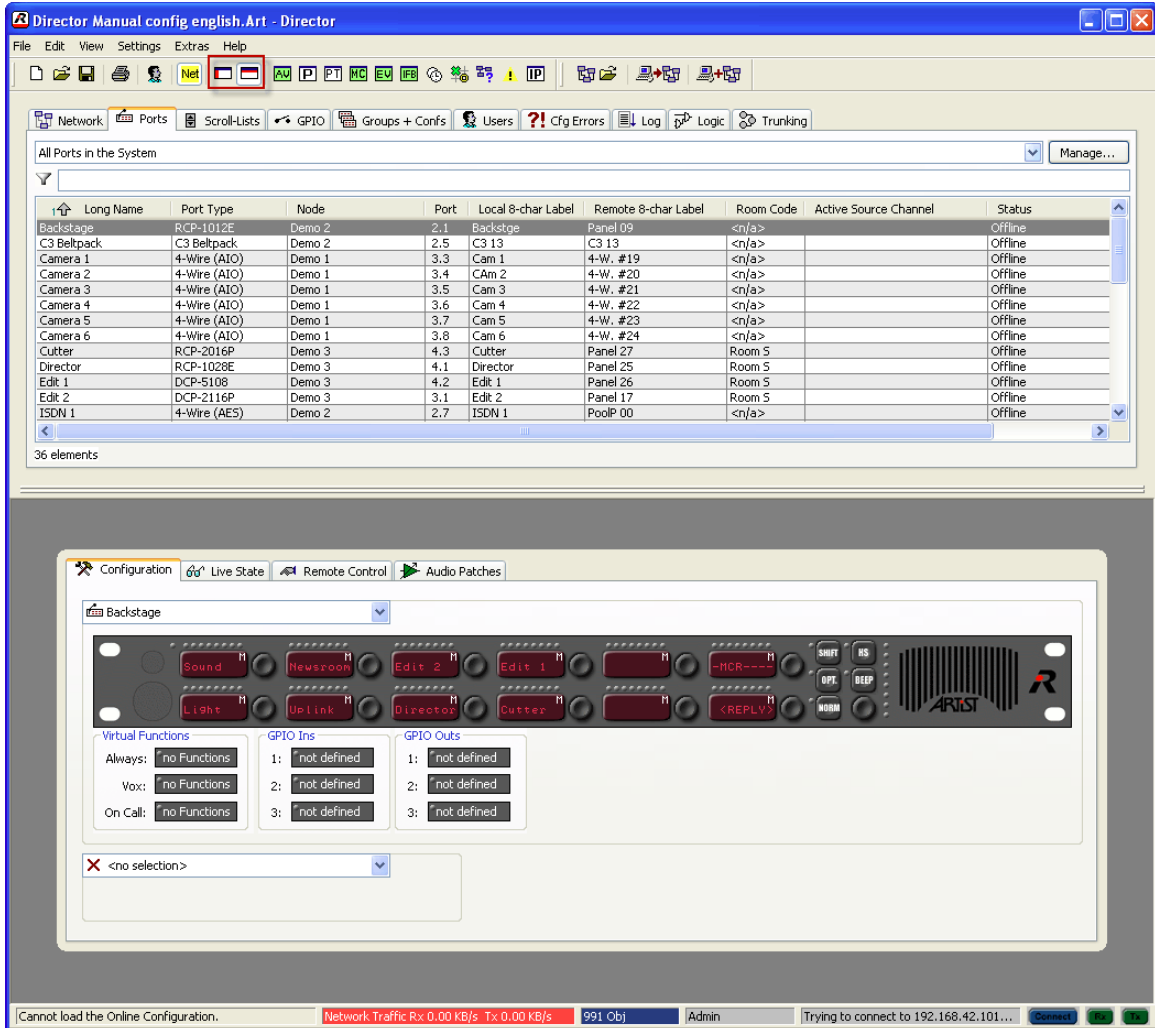 Director Manual config english.Art - Director
File Edit View Settings Extras Help
Net AU P PT MC EV IFB IP
Network Ports Scroll-Lists GPIO Groups + Confs Users ?! Cfg Errors Log Logic Trunking
All Ports in the System Manage...
1 Long Name Port Type Node Port Local 8-char Label Remote 8-char Label Room Code Active Source Channel Status
Backstage RCP-1012E Demo 2 2.1 Backstge Panel 09 <n/a> Offline
C3 Beltpack C3 Beltpack Demo 2 2.5 C3 13 C3 13 <n/a> Offline
Camera 1 4-Wire (AIO) Demo 1 3.3 Cam 1 4-W. #19 <n/a> Offline
Camera 2 4-Wire (AIO) Demo 1 3.4 CAm 2 4-W. #20 <n/a> Offline
Camera 3 4-Wire (AIO) Demo 1 3.5 Cam 3 4-W. #21 <n/a> Offline
Camera 4 4-Wire (AIO) Demo 1 3.6 Cam 4 4-W. #22 <n/a> Offline
Camera 5 4-Wire (AIO) Demo 1 3.7 Cam 5 4-W. #23 <n/a> Offline
Camera 6 4-Wire (AIO) Demo 1 3.8 Cam 6 4-W. #24 <n/a> Offline
Cutter RCP-2016P Demo 3 4.3 Cutter Panel 27 Room S Offline
Director RCP-1028E Demo 3 4.1 Director Panel 25 Room S Offline
Edit 1 DCP-5108 Demo 3 4.2 Edit 1 Panel 26 Room S Offline
Edit 2 DCP-2116P Demo 3 3.1 Edit 2 Panel 17 Room S Offline
ISDN 1 4-Wire (AES) Demo 2 2.7 ISDN 1 PoolP 00 <n/a> Offline
36 elements
Configuration Live State Remote Control Audio Patches
Backstage
Sound M Newsroom M Edit 2 M Edit 1 M M -MCR---- M SHIFT HS
OPT. BEEP
Light M Uplink M Director M Cutter M M <REPLY> M NORM ARTIST R
Virtual Functions GPIO Ins GPIO Outs
Always: no Functions 1: not defined 1: not defined
Vox: no Functions 2: not defined 2: not defined
On Call: no Functions 3: not defined 3: not defined
<no selection>
Cannot load the Online Configuration. Network Traffic Rx 0.00 KB/s Tx 0.00 KB/s 991 Obj Admin Trying to connect to 192.168.42.101... Connect Rx Tx